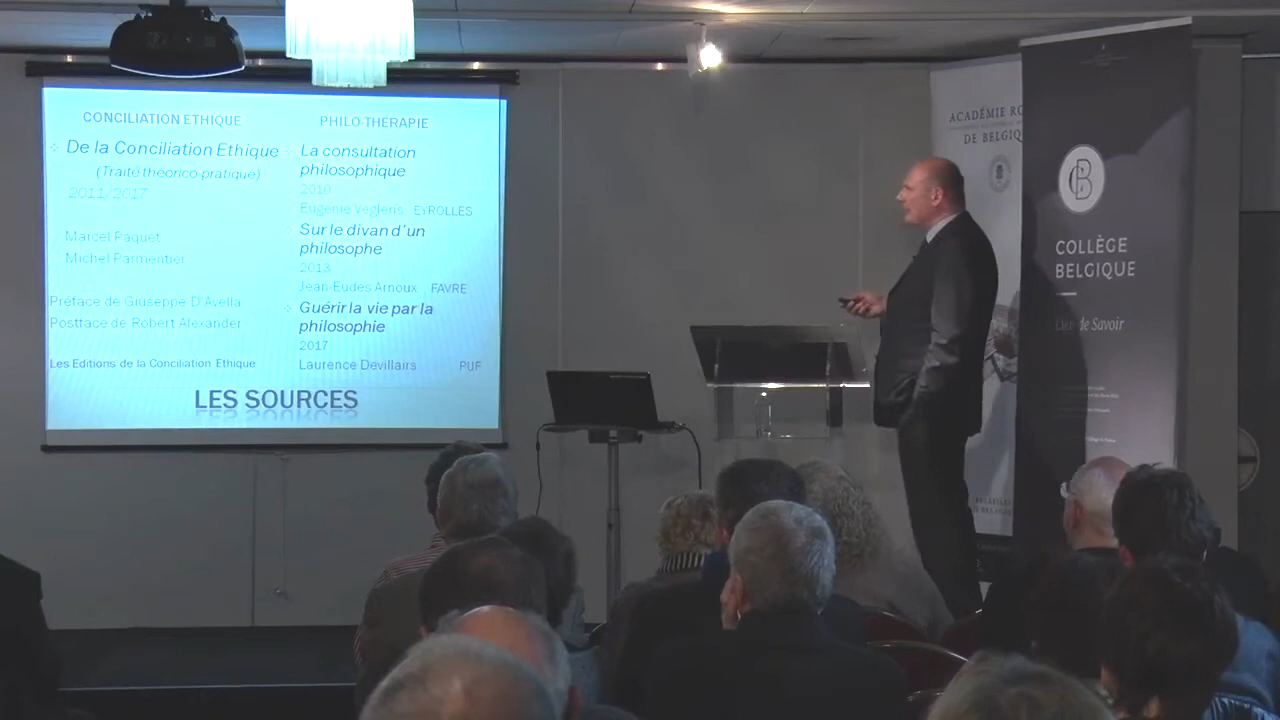 CONCILIATION ETHIQUE
De la Conciliation Ethique
(Traité théorico-pratique)
2011/2017
Marcel Paquet
Michel Parmentier
Préface de Giuseppe D'Avella
Postface de Robert Alexander
Les Editions de la Conciliation Ethique
PHILO-THERAPIE
La consultation
philosophique
2010
Eugénie Vegleris EYROLLES
Sur le divan d'un
philosophe
2013
Jean-Eudes Arnoux FAVRE
Guérir la vie par la
philosophie
2017
Laurence Devillairs PUF
LES SOURCES
ACADÉMIE RO
DE BELGIQU
CB
COLLÈGE
BELGIQUE
Lieu de Savoir